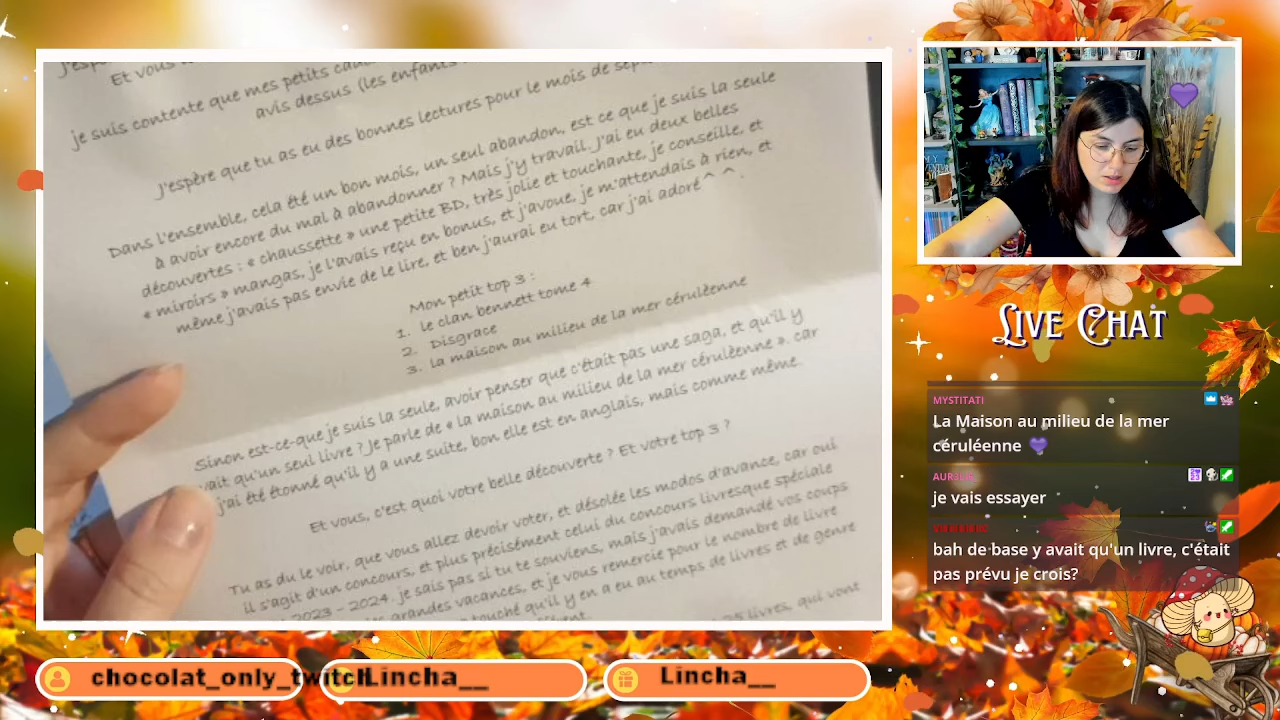 j'esp
Et vous
je suis contente que mes petits
avis dessus (les enfants
J'espère que tu as eu des bonnes lectures pour le mois de
Dans l'ensemble, cela été un bon mois, un seul abandon, est ce que je suis la seule
à avoir encore du mal à abandonner ? Mais j'y travail. J'ai eu deux belles
découvertes : « chaussette » une petite BD, très jolie et touchante, je conseille, et
« miroirs » mangas, je l'avais reçu en bonus, et j'avoue, je m'attendais à rien, et
même j'avais pas envie de le lire, et ben j'aurai eu tort, car j'ai adoré ^ ^ .
Mon petit top 3 :
1. le clan bennett tome 4
2. Disgrace
3. la maison au milieu de la mer céruléenne
Sinon est-ce-que je suis la seule, avoir penser que c'était pas une saga, et qu'il y
vait qu'un seul livre ? Je parle de « la maison au milieu de la mer céruléenne ». car
j'ai été étonné qu'il y a une suite, bon elle est en anglais, mais comme même.
Et vous, c'est quoi votre belle découverte ? Et votre top 3 ?
Tu as du le voir, que vous allez devoir voter, et désolée les modos d'avance, car oui
il s'agit d'un concours, et plus précisément celui du concours livresque spéciale
2023 - 2024. je sais pas si tu te souviens, mais j'avais demandé vos coups
grandes vacances, et je vous remercie pour le nombre de livre
touché qu'il y en a eu au temps de livres et de genre
25 livres, qui vont
LIVE CHAT
MYSTITATI
La Maison au milieu de la mer
céruléenne 💜
je vais essayer
bah de base y avait qu'un livre, c'était
pas prévu je crois?
chocolat_only_twitch
Lincha__
Lincha__